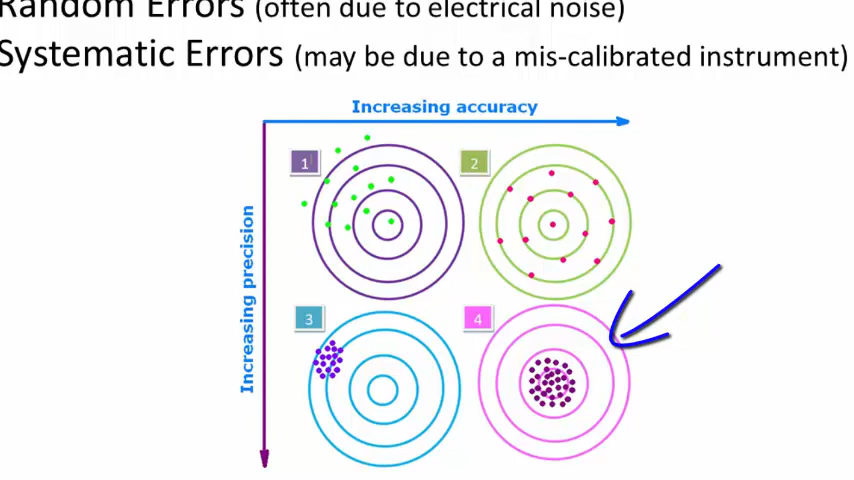 Random Errors (often due to electrical noise)
Systematic Errors (may be due to a mis-calibrated instrument)
Increasing accuracy
Increasing precision
1
2
3
4